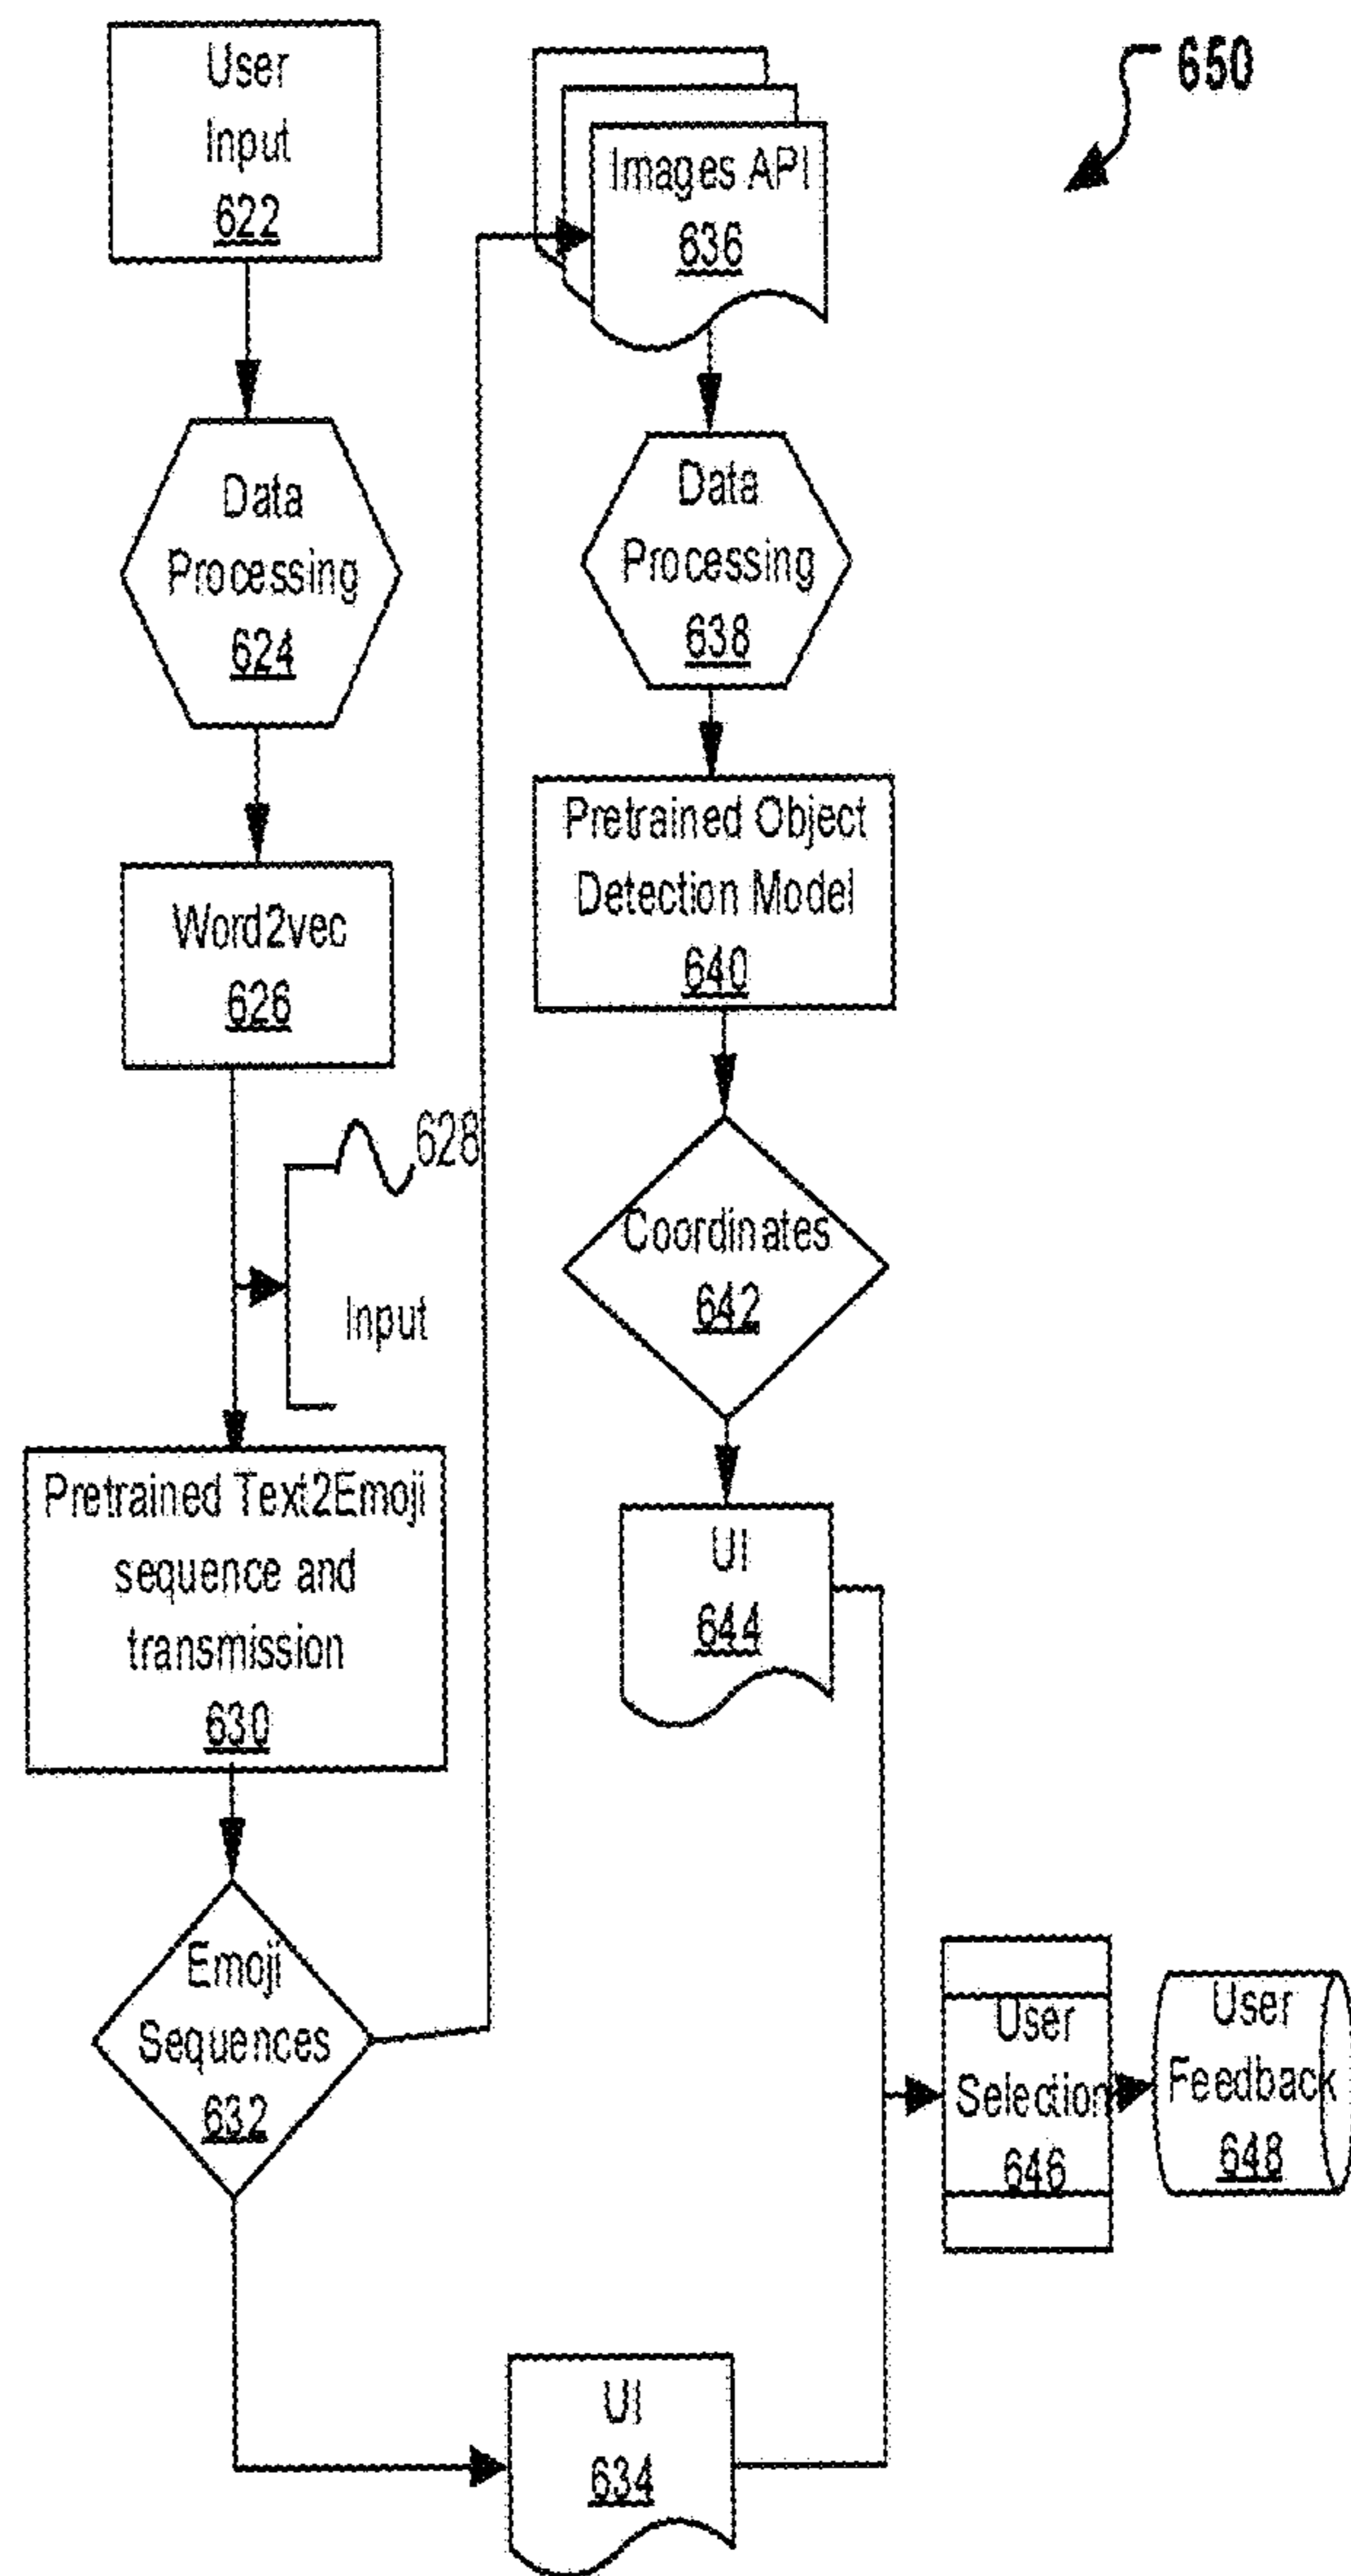 650
User
Input
622
Data
Processing
624
Word2vec
626
628
Input
Pretrained Text2Emoji
sequence and
transmission
630
Emoji
Sequences
632
UI
634
Images API
636
Data
Processing
638
Pretrained Object
Detection Model
640
Coordinates
642
UI
644
User
Selection
646
User
Feedback
648